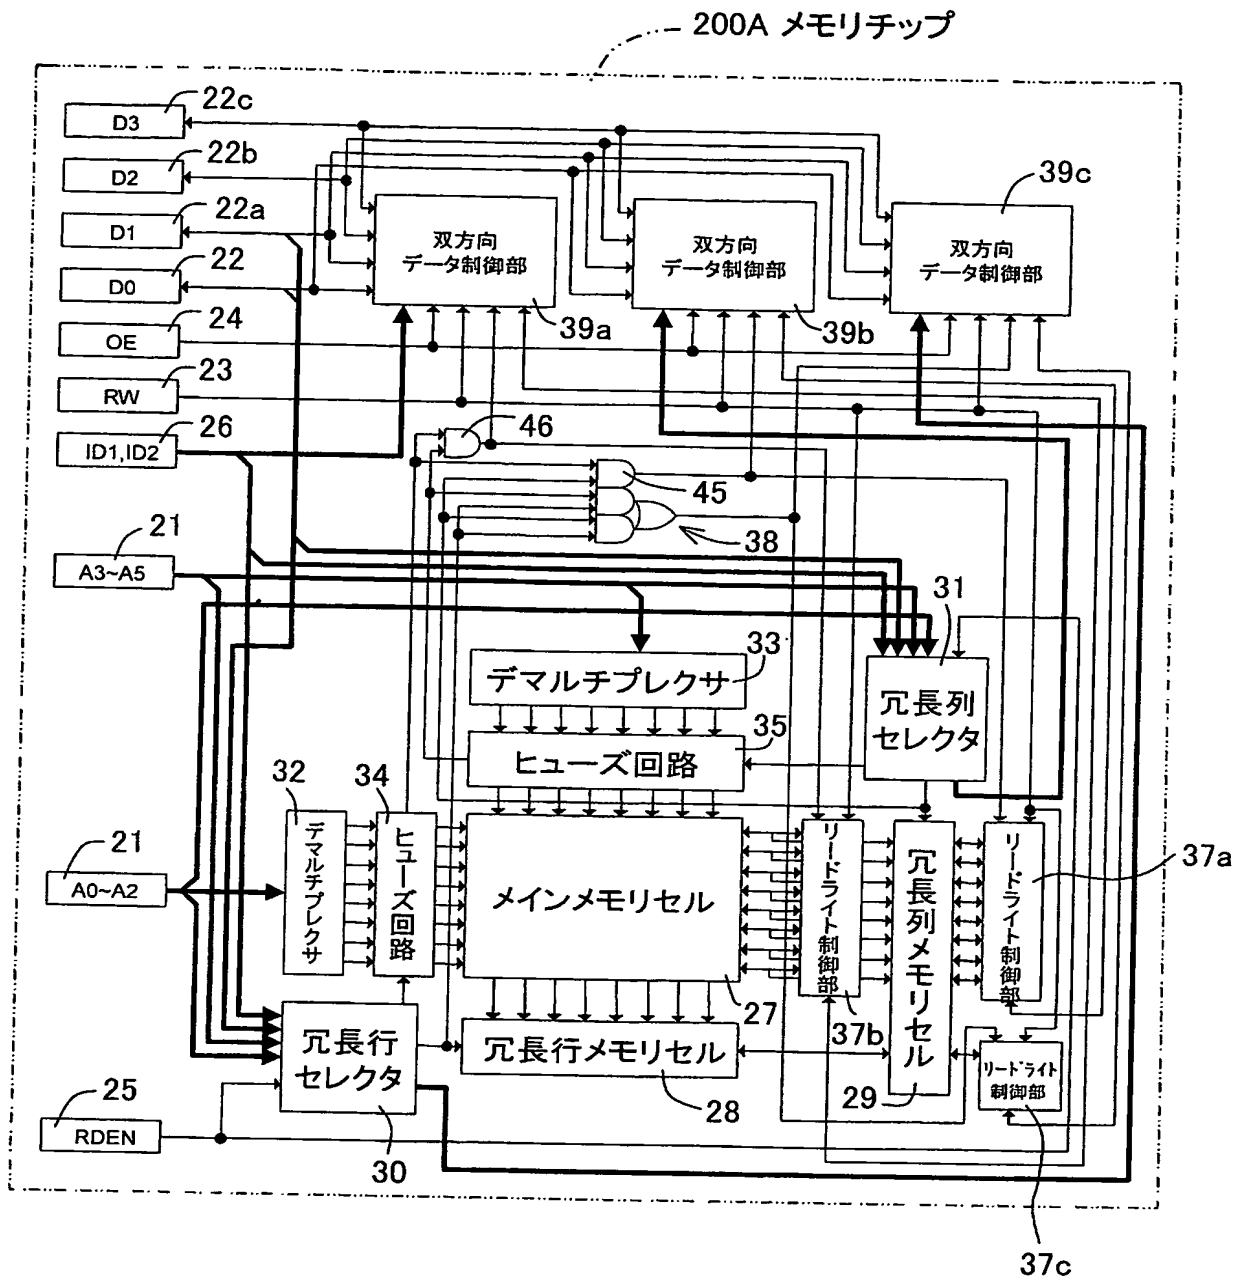 200A メモリチップ
22c
D3
22b
D2
22a
D1
22
D0
24
OE
23
RW
26
ID1,ID2
21
A3~A5
21
A0~A2
25
RDEN
双方向
データ制御部
39a
双方向
データ制御部
39b
39c
双方向
データ制御部
46
45
38
31
冗長列
セレクタ
33
デマルチプレクサ
35
ヒューズ回路
32
デマルチプレクサ
34
ヒューズ回路
メインメモリセル
27
リードライト制御部
37b
冗長列メモリセル
29
リードライト制御部
37a
冗長行
セレクタ
30
冗長行メモリセル
28
リードライト
制御部
37c